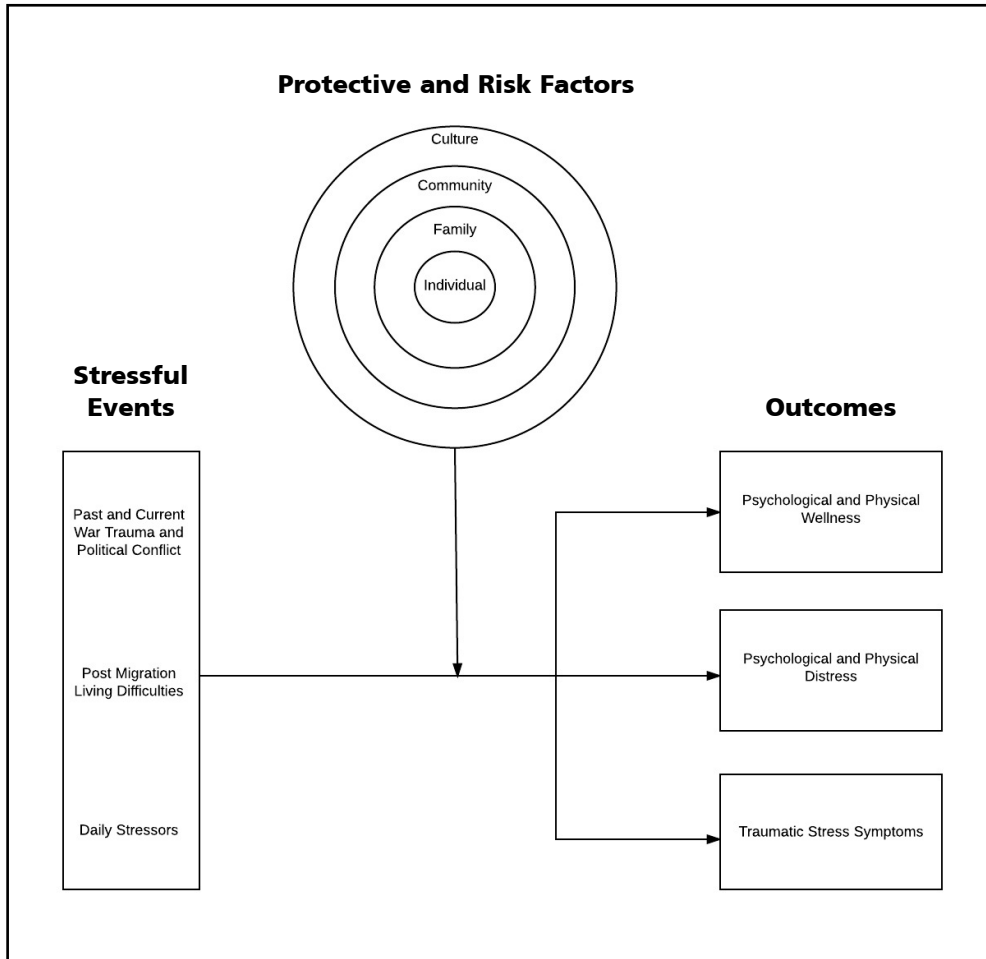 Protective and Risk Factors
Culture
Community
Family
Individual
Stressful
Events
Past and Current
War Trauma and
Political Conflict
Post Migration
Living Difficulties
Daily Stressors
Outcomes
Psychological and Physical
Wellness
Psychological and Physical
Distress
Traumatic Stress Symptoms